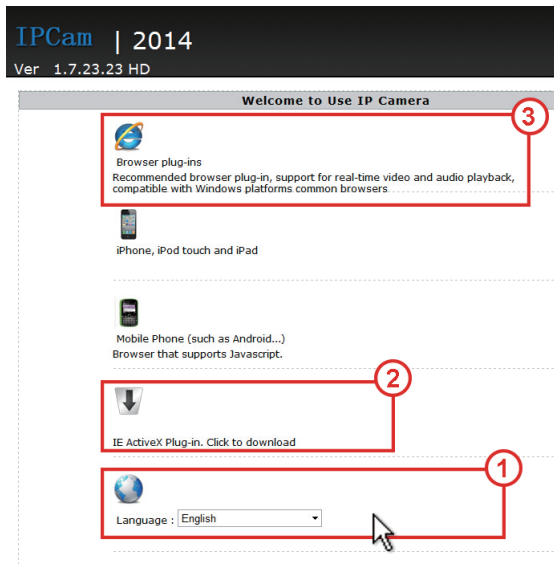 IPCam | 2014
Ver 1.7.23.23 HD
Welcome to Use IP Camera
3
Browser plug-ins
Recommended browser plug-in, support for real-time video and audio playback,
compatible with Windows platforms common browsers
iPhone, iPod touch and iPad
Mobile Phone (such as Android...)
Browser that supports Javascript.
2
IE ActiveX Plug-in. Click to download
1
Language : English